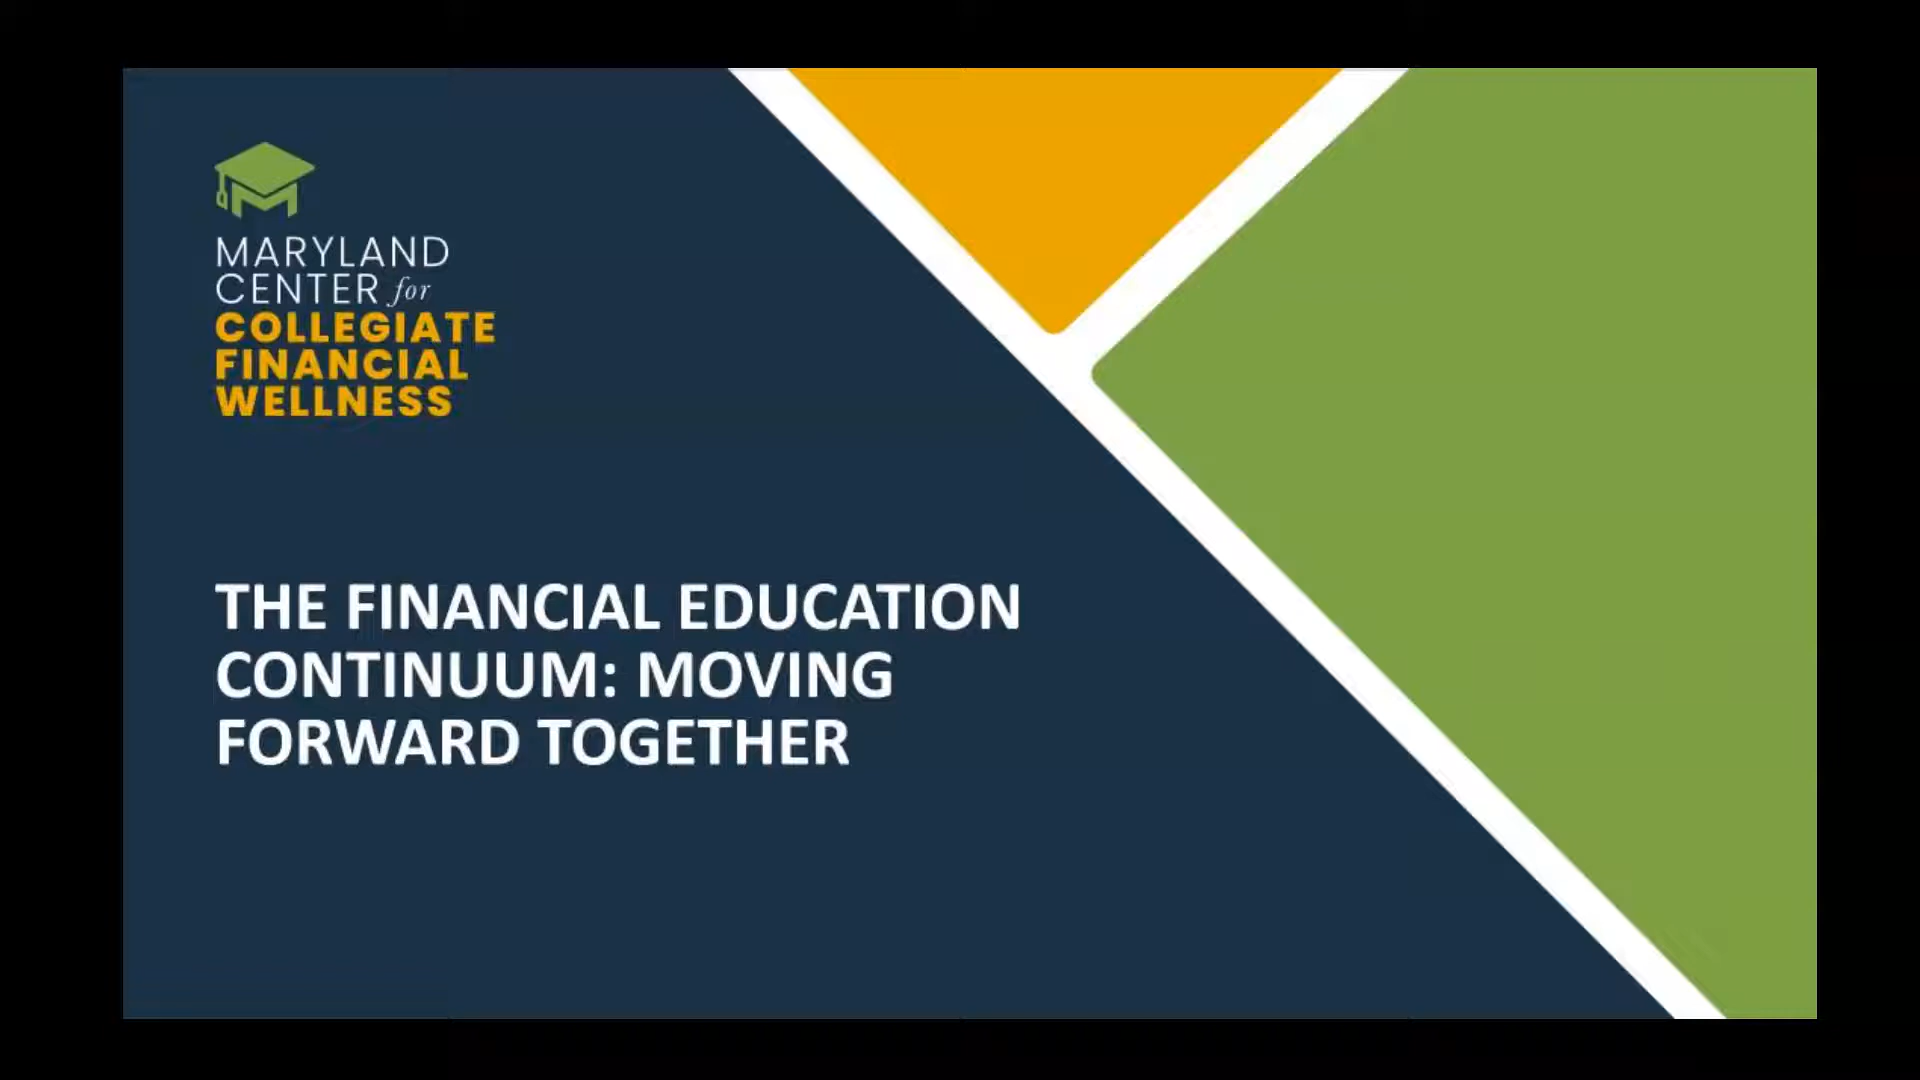 MARYLAND
CENTER for
COLLEGIATE
FINANCIAL
WELLNESS
THE FINANCIAL EDUCATION
CONTINUUM: MOVING
FORWARD TOGETHER